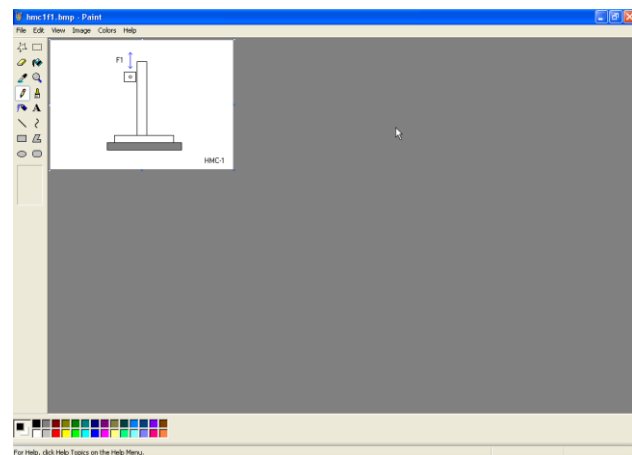 hmc1f1.bmp - Paint
File Edit View Image Colors Help
A
F1
HMC-1
For Help, click Help Topics on the Help Menu.